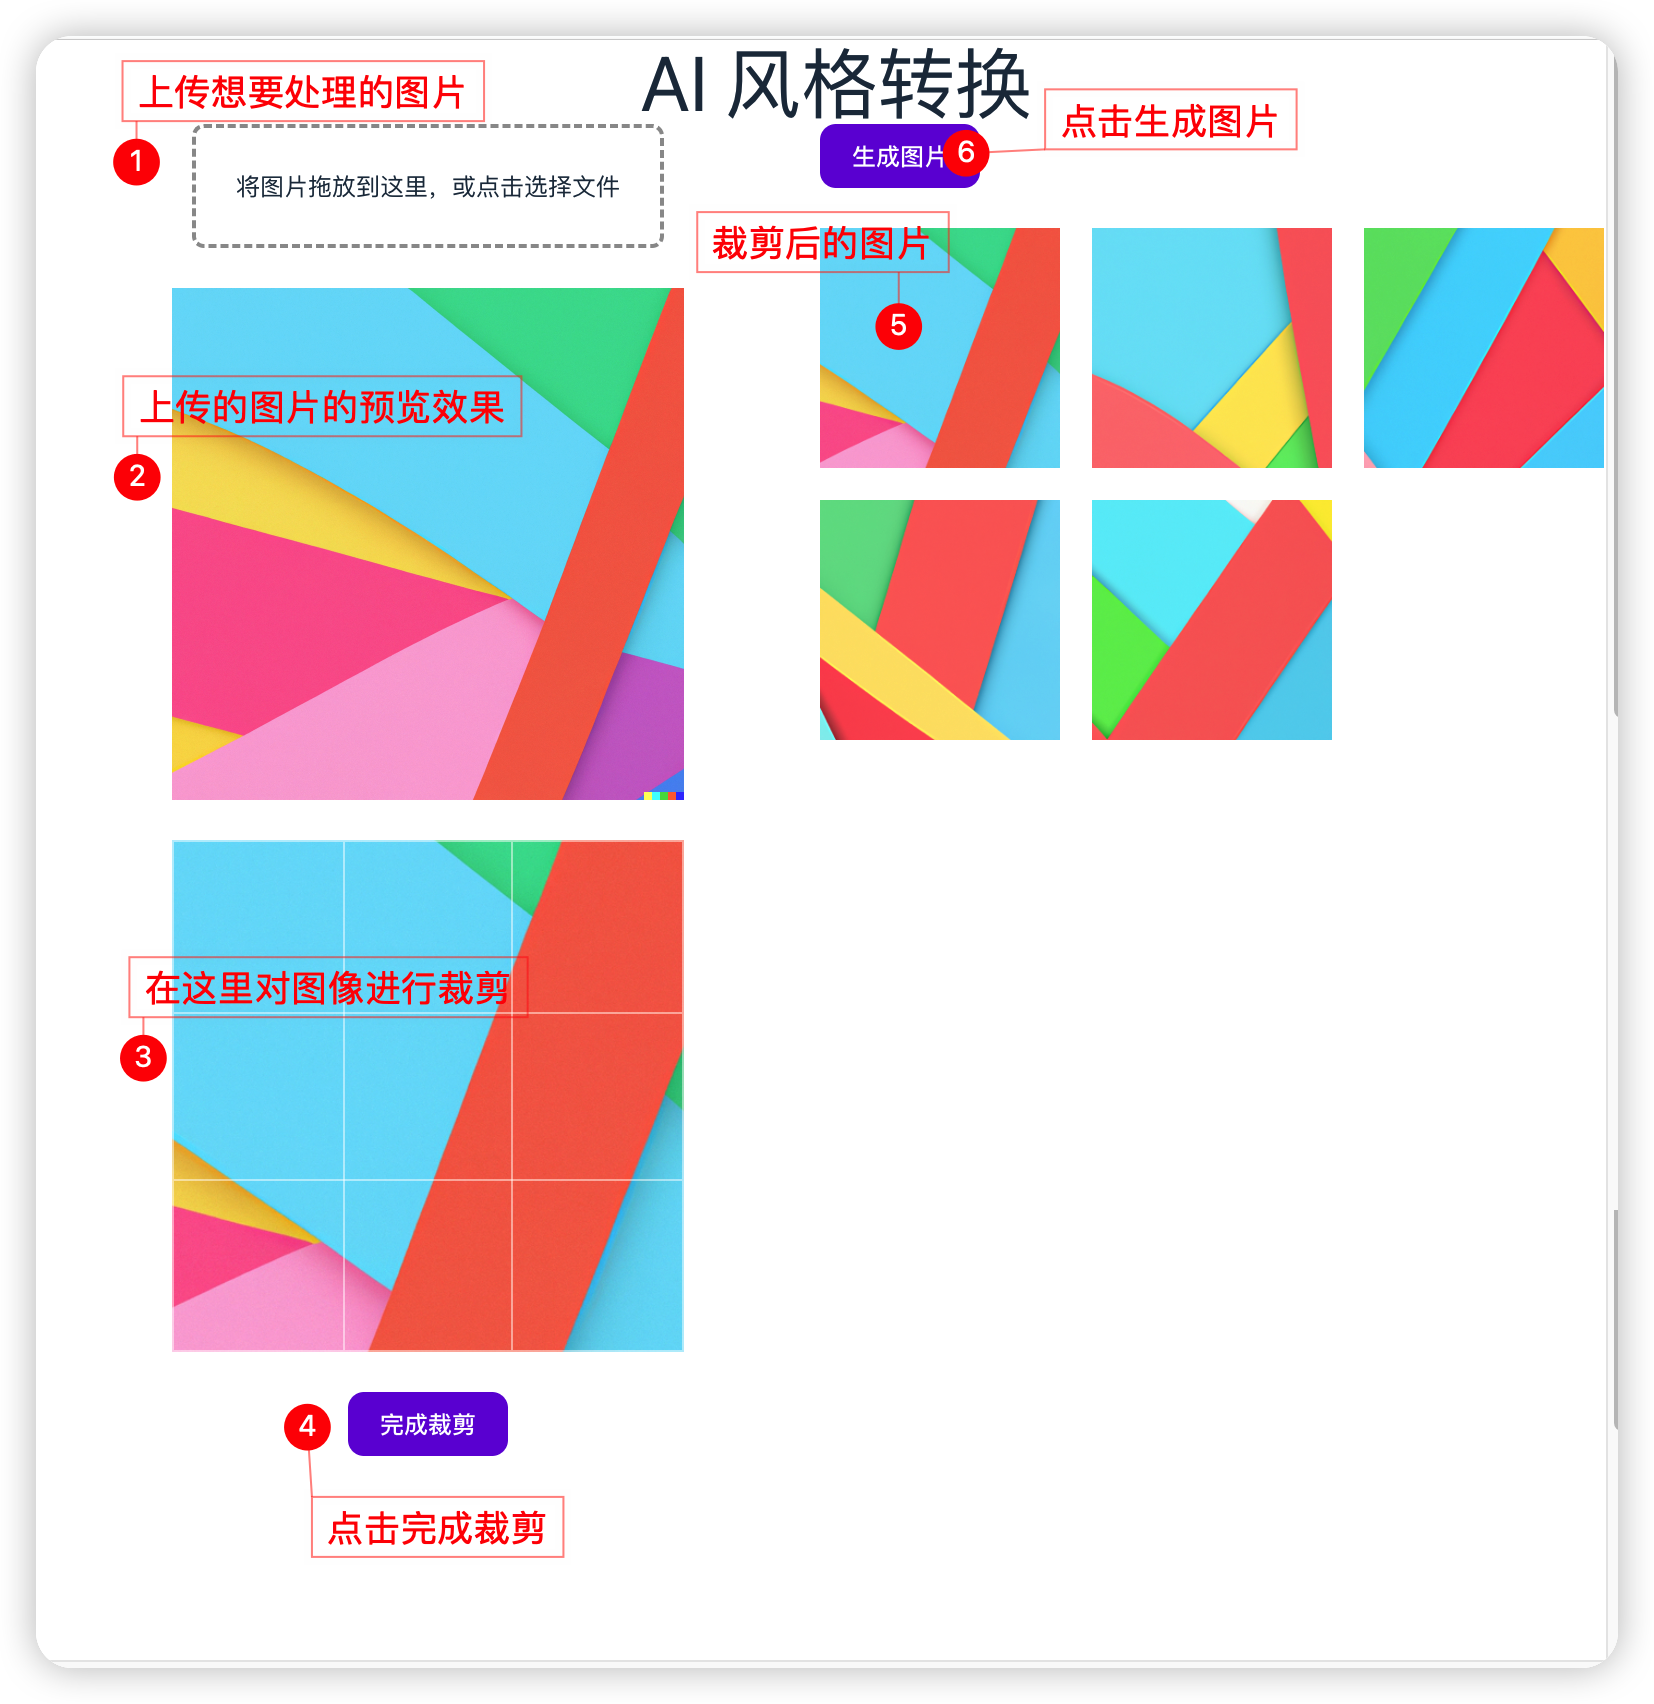 AI 风格转换
上传想要处理的图片
1
将图片拖放到这里，或点击选择文件
上传的图片的预览效果
2
在这里对图像进行裁剪
3
4
完成裁剪
点击完成裁剪
点击生成图片
生成图片
6
裁剪后的图片
5